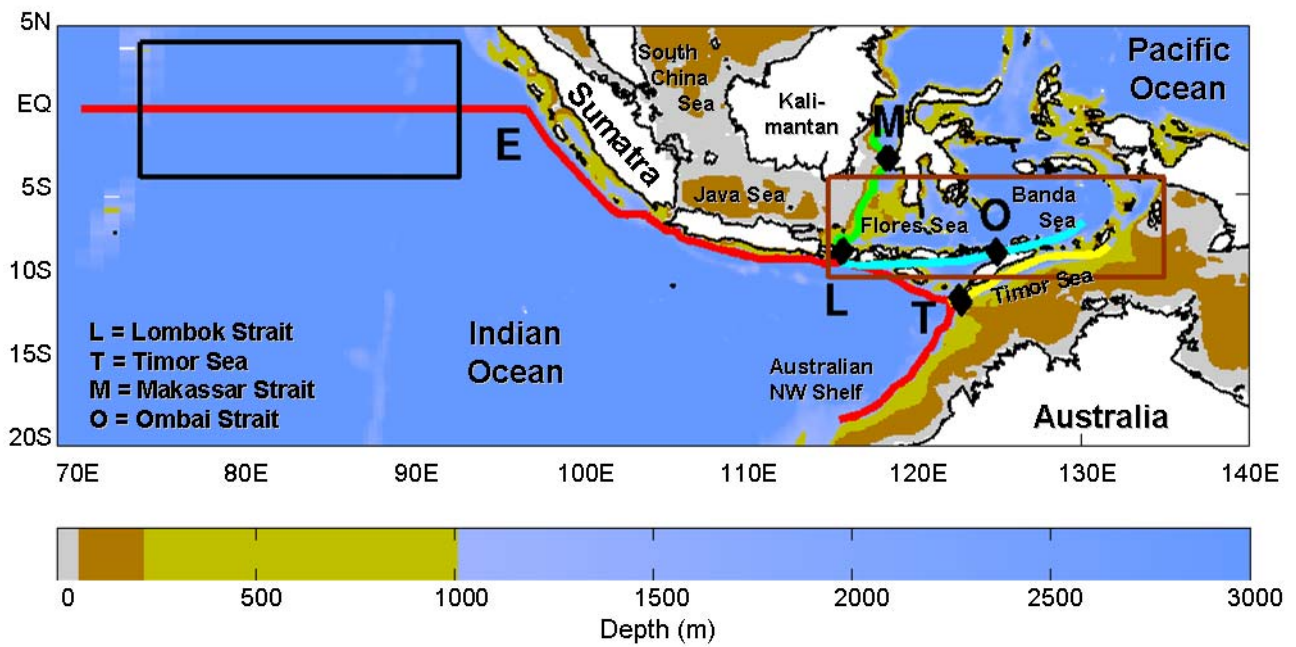 5N
EQ
5S
10S
15S
20S
Pacific
Ocean
South
China
Sea
Kali-
mantan
M
Sumatra
E
Java Sea
Flores Sea
Banda
Sea
O
L
T
Timor Sea
Indian
Ocean
Australian
NW Shelf
Australia
L = Lombok Strait
T = Timor Sea
M = Makassar Strait
O = Ombai Strait
70E 80E 90E 100E 110E 120E 130E 140E
0 500 1000 1500 2000 2500 3000
Depth (m)